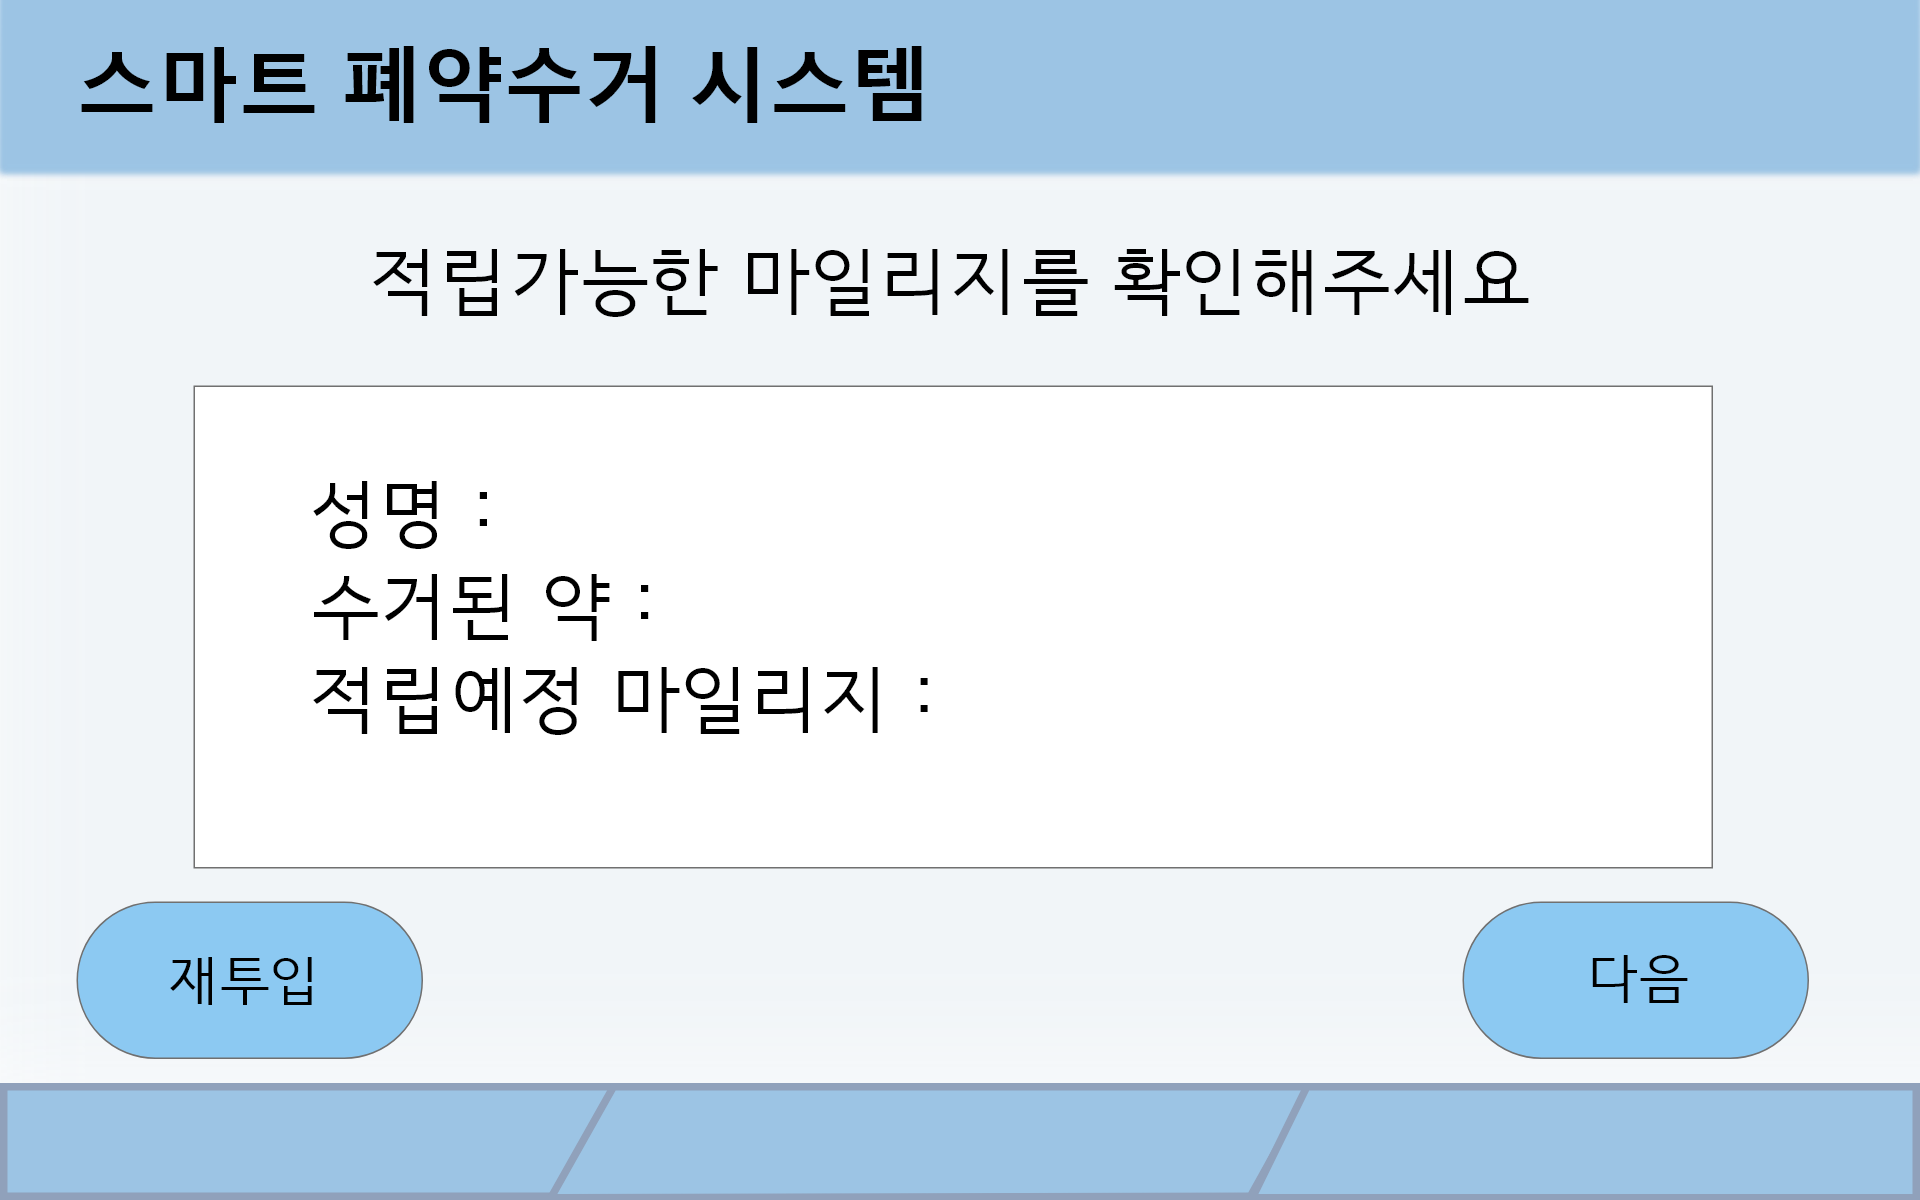 스마트 폐약수거 시스템
적립가능한 마일리지를 확인해주세요
성명 :
수거된 약 :
적립예정 마일리지 :
재투입
다음